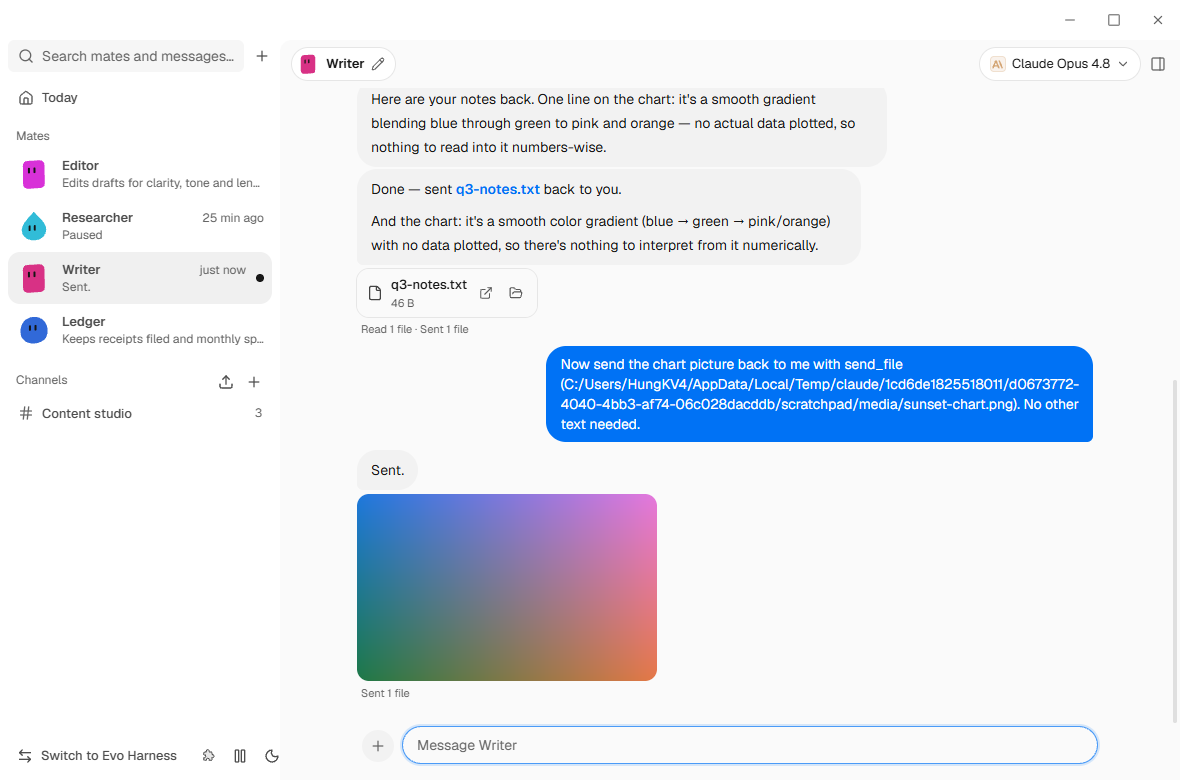 Search mates and messages...
Today
Mates
Editor
Edits drafts for clarity, tone and len...
Researcher
25 min ago
Paused
Writer
just now
Sent.
Ledger
Keeps receipts filed and monthly sp...
Channels
# Content studio
3
Switch to Evo Harness
Writer
Claude Opus 4.8
Here are your notes back. One line on the chart: it's a smooth gradient
blending blue through green to pink and orange — no actual data plotted, so
nothing to read into it numbers-wise.
Done — sent q3-notes.txt back to you.
And the chart: it's a smooth color gradient (blue → green → pink/orange)
with no data plotted, so there's nothing to interpret from it numerically.
q3-notes.txt
46 B
Read 1 file · Sent 1 file
Now send the chart picture back to me with send_file
(C:/Users/HungKV4/AppData/Local/Temp/claude/1cd6de1825518011/d0673772-
4040-4bb3-af74-06c028dacddb/scratchpad/media/sunset-chart.png). No other
text needed.
Sent.
Sent 1 file
Message Writer